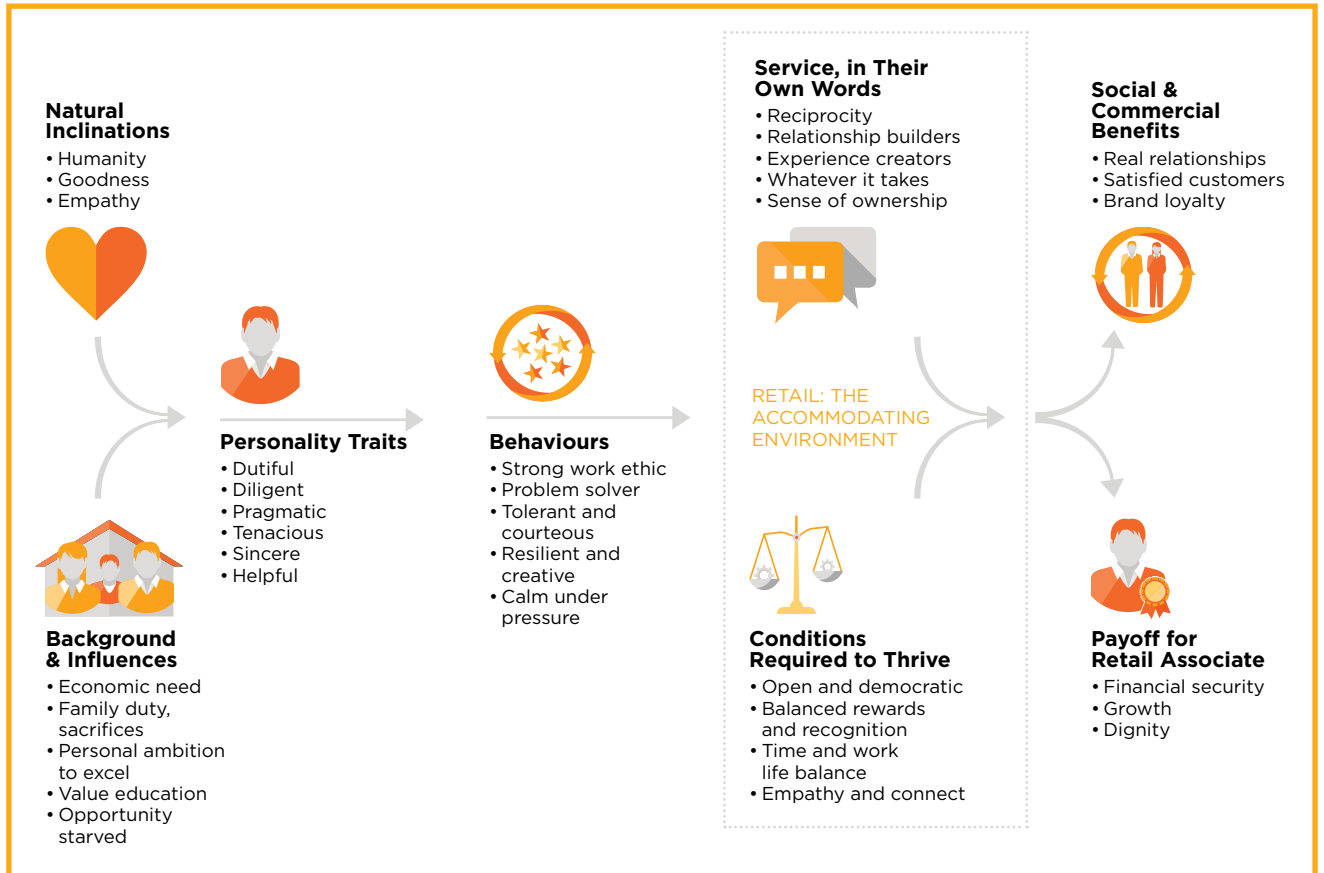 Natural
Inclinations
• Humanity
• Goodness
• Empathy
Background
& Influences
• Economic need
• Family duty,
sacrifices
• Personal ambition
to excel
• Value education
• Opportunity
starved
Personality Traits
• Dutiful
• Diligent
• Pragmatic
• Tenacious
• Sincere
• Helpful
Behaviours
• Strong work ethic
• Problem solver
• Tolerant and
courteous
• Resilient and
creative
• Calm under
pressure
Service, in Their
Own Words
• Reciprocity
• Relationship builders
• Experience creators
• Whatever it takes
• Sense of ownership
RETAIL: THE
ACCOMMODATING
ENVIRONMENT
Conditions
Required to Thrive
• Open and democratic
• Balanced rewards
and recognition
• Time and work
life balance
• Empathy and connect
Social &
Commercial
Benefits
• Real relationships
• Satisfied customers
• Brand loyalty
Payoff for
Retail Associate
• Financial security
• Growth
• Dignity